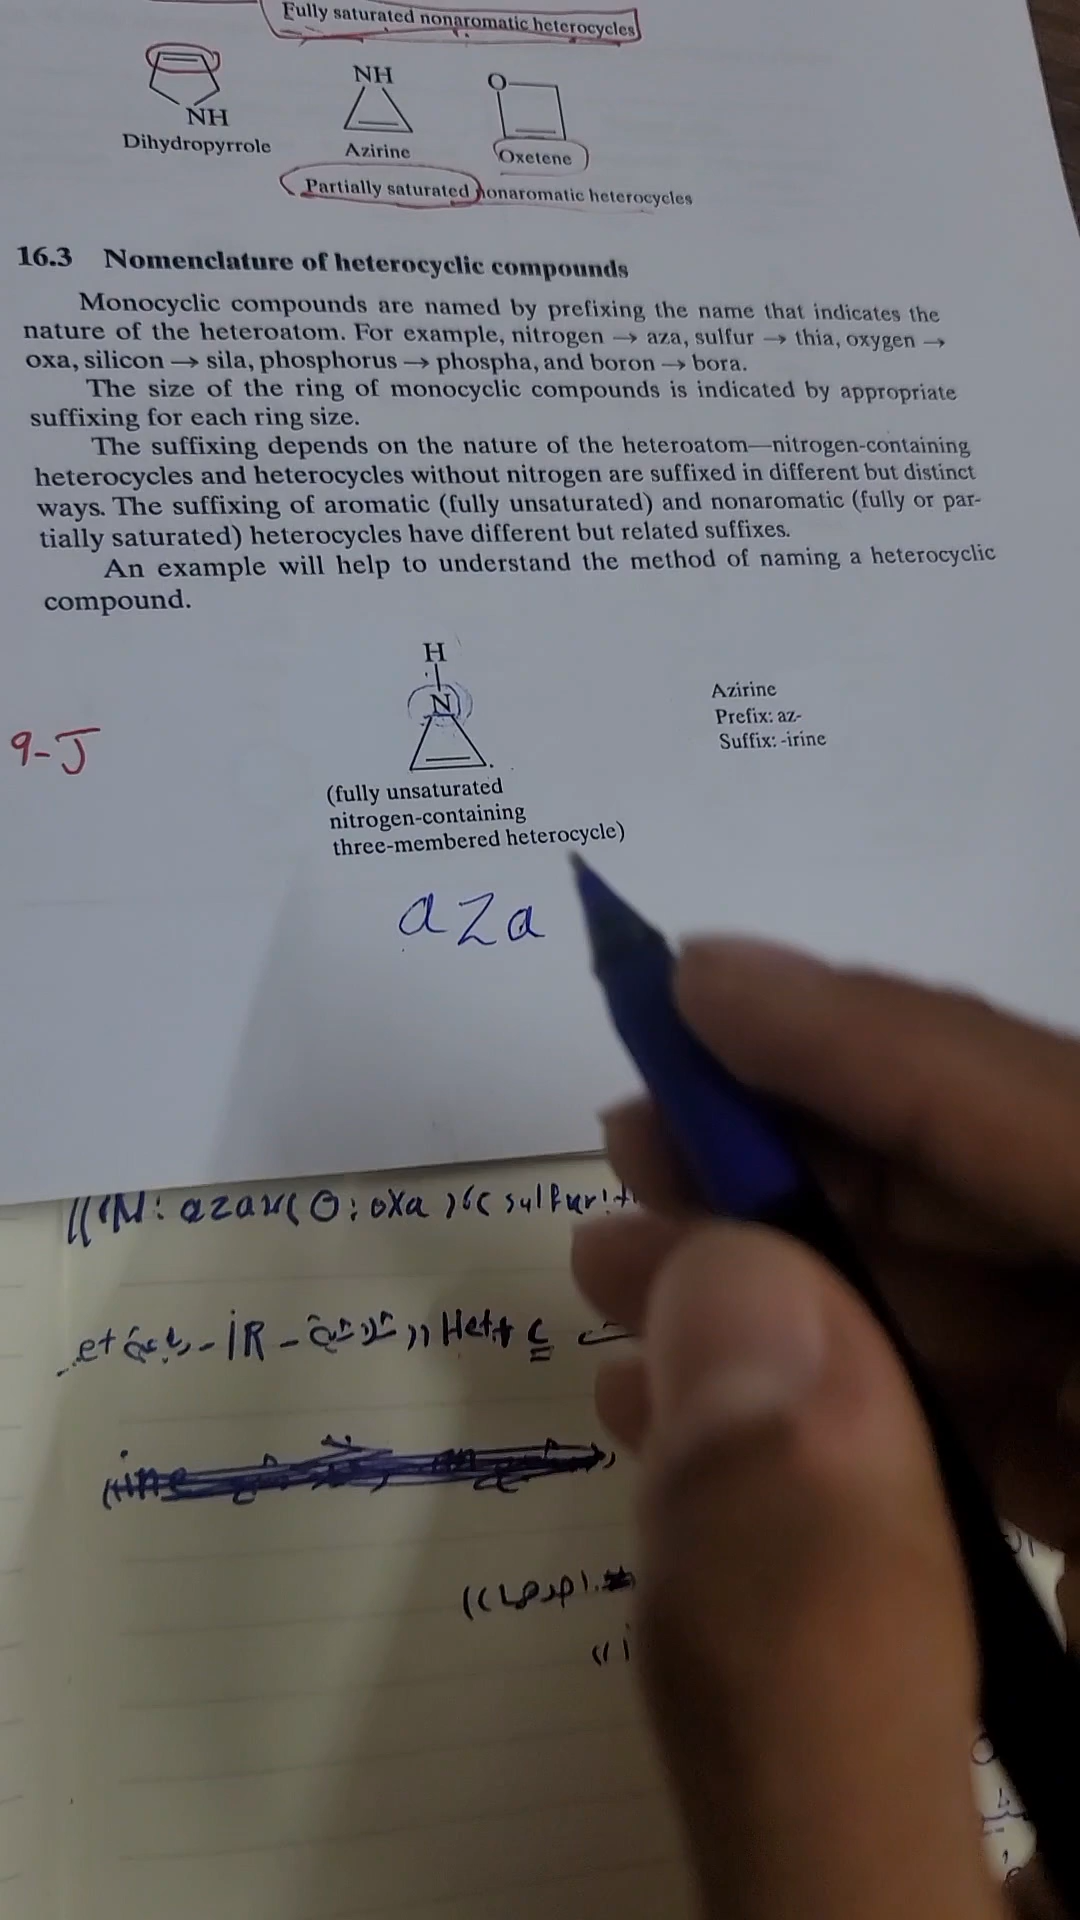 Fully saturated nonaromatic heterocycles
NH
Dihydropyrrole
NH
Azirine
O
Oxetene
Partially saturated nonaromatic heterocycles
16.3 Nomenclature of heterocyclic compounds
Monocyclic compounds are named by prefixing the name that indicates the
nature of the heteroatom. For example, nitrogen → aza, sulfur → thia, oxygen →
oxa, silicon → sila, phosphorus → phospha, and boron → bora.
The size of the ring of monocyclic compounds is indicated by appropriate
suffixing for each ring size.
The suffixing depends on the nature of the heteroatom—nitrogen-containing
heterocycles and heterocycles without nitrogen are suffixed in different but distinct
ways. The suffixing of aromatic (fully unsaturated) and nonaromatic (fully or par-
tially saturated) heterocycles have different but related suffixes.
An example will help to understand the method of naming a heterocyclic
compound.
H
N
Azirine
Prefix: az-
Suffix: -irine
9-J
(fully unsaturated
nitrogen-containing
three-membered heterocycle)
aza
N: aza O: oxa sulfur
et - iR -
ine